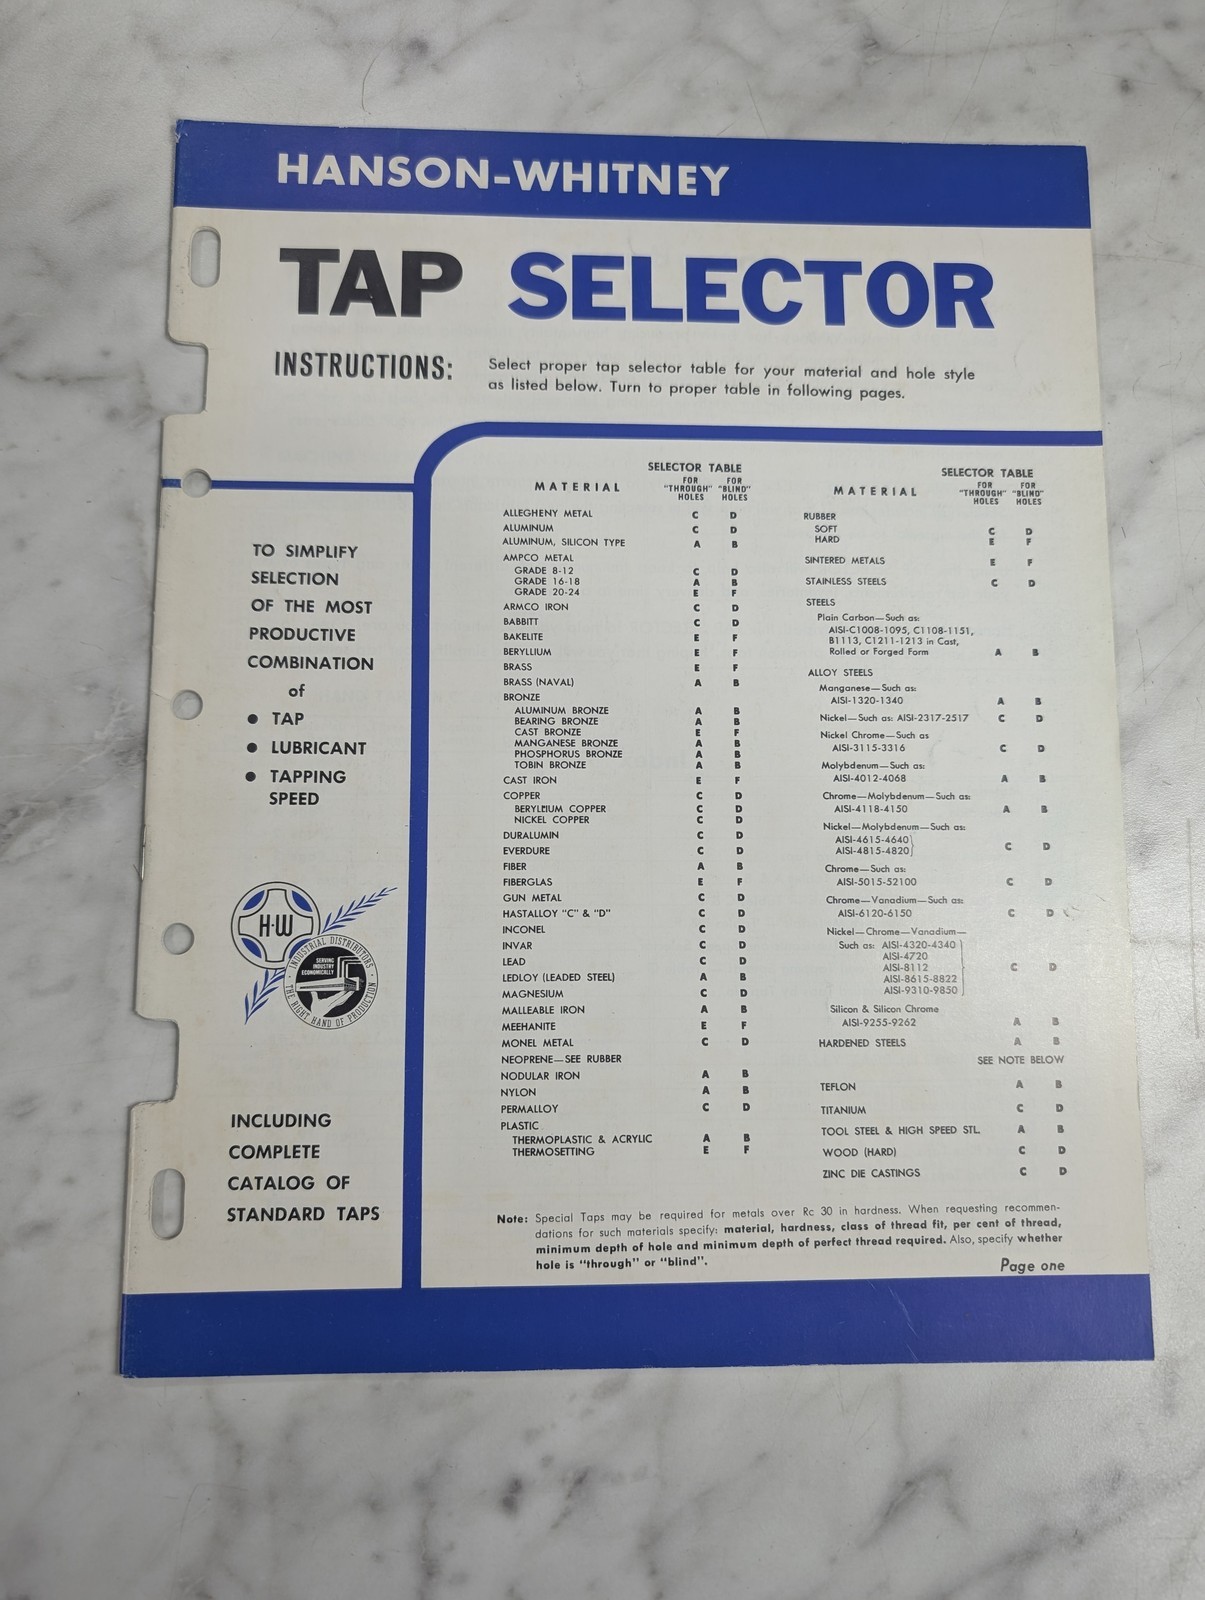 HANSON-WHITNEY
TAP SELECTOR
INSTRUCTIONS:
Select proper tap selector table for your material and hole style
as listed below. Turn to proper table in following pages.
TO SIMPLIFY
SELECTION
OF THE MOST
PRODUCTIVE
COMBINATION
of
● TAP
● LUBRICANT
● TAPPING
SPEED
H-W
INDUSTRIAL DISTRIBUTORS
SERVING
INDUSTRY
ECONOMICALLY
THE RIGHT HAND OF PRODUCTION
INCLUDING
COMPLETE
CATALOG OF
STANDARD TAPS
SELECTOR TABLE
MATERIAL
FOR "THROUGH" HOLES
FOR "BLIND" HOLES
ALLEGHENY METAL C D
ALUMINUM C D
ALUMINUM, SILICON TYPE A B
AMPCO METAL
GRADE 8-12 C D
GRADE 16-18 A B
GRADE 20-24 E F
ARMCO IRON C D
BABBITT C D
BAKELITE E F
BERYLLIUM E F
BRASS E F
BRASS (NAVAL) A B
BRONZE
ALUMINUM BRONZE A B
BEARING BRONZE A B
CAST BRONZE E F
MANGANESE BRONZE A B
PHOSPHORUS BRONZE A B
TOBIN BRONZE A B
CAST IRON E F
COPPER C D
BERYLLIUM COPPER C D
NICKEL COPPER C D
DURALUMIN C D
EVERDURE C D
FIBER A B
FIBERGLAS E F
GUN METAL C D
HASTALLOY "C" & "D" C D
INCONEL C D
INVAR C D
LEAD C D
LEDLOY (LEADED STEEL) A B
MAGNESIUM C D
MALLEABLE IRON A B
MEEHANITE E F
MONEL METAL C D
NEOPRENE—SEE RUBBER
NODULAR IRON A B
NYLON A B
PERMALLOY C D
PLASTIC
THERMOPLASTIC & ACRYLIC A B
THERMOSETTING E F
SELECTOR TABLE
MATERIAL
FOR "THROUGH" HOLES
FOR "BLIND" HOLES
RUBBER
SOFT C D
HARD E F
SINTERED METALS E F
STAINLESS STEELS C D
STEELS
Plain Carbon—Such as:
AISI-C1008-1095, C1108-1151,
B1113, C1211-1213 in Cast,
Rolled or Forged Form A B
ALLOY STEELS
Manganese—Such as:
AISI-1320-1340 A B
Nickel—Such as: AISI-2317-2517 C D
Nickel Chrome—Such as
AISI-3115-3316 C D
Molybdenum—Such as:
AISI-4012-4068 A B
Chrome—Molybdenum—Such as:
AISI-4118-4150 A B
Nickel—Molybdenum—Such as:
AISI-4615-4640
AISI-4815-4820 C D
Chrome—Such as:
AISI-5015-52100 C D
Chrome—Vanadium—Such as:
AISI-6120-6150 C D
Nickel—Chrome—Vanadium—
Such as: AISI-4320-4340
AISI-4720
AISI-8112 C D
AISI-8615-8822
AISI-9310-9850
Silicon & Silicon Chrome
AISI-9255-9262 A B
HARDENED STEELS A B
SEE NOTE BELOW
TEFLON A B
TITANIUM C D
TOOL STEEL & HIGH SPEED STL. A B
WOOD (HARD) C D
ZINC DIE CASTINGS C D
Note: Special Taps may be required for metals over Rc 30 in hardness. When requesting recommen-
dations for such materials specify: material, hardness, class of thread fit, per cent of thread,
minimum depth of hole and minimum depth of perfect thread required. Also, specify whether
hole is "through" or "blind".
Page one